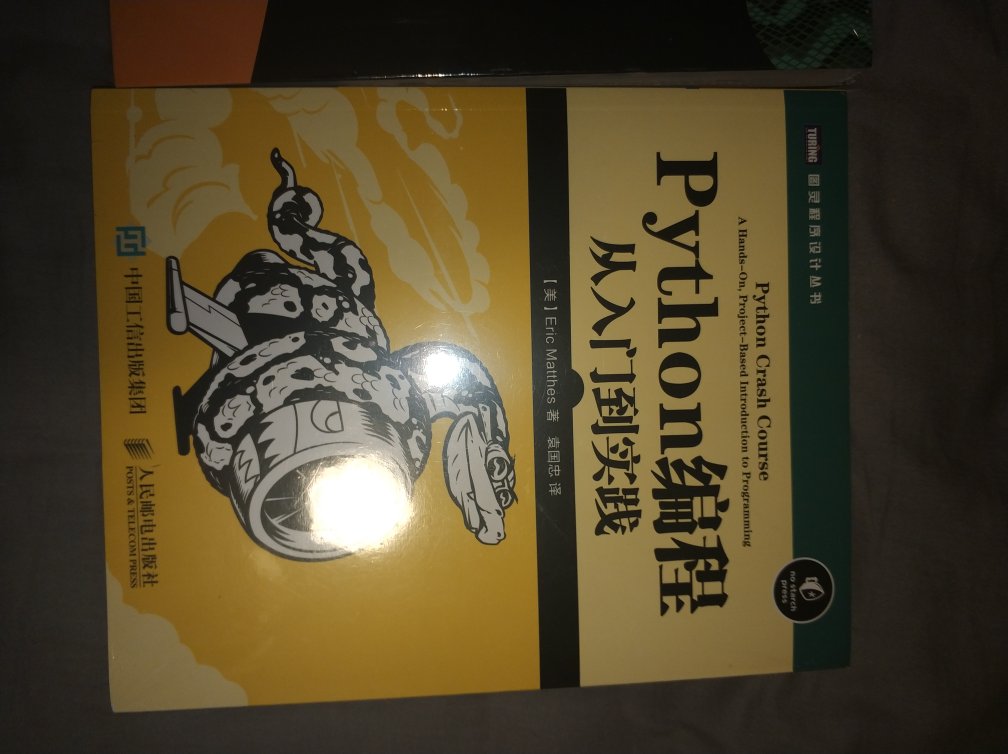 TURING 图灵程序设计丛书
Python Crash Course
A Hands-On, Project-Based Introduction to Programming
Python编程
从入门到实践
no starch
press
【美】Eric Matthes 著 袁国忠 译
中国工信出版集团
人民邮电出版社
POSTS & TELECOM PRESS